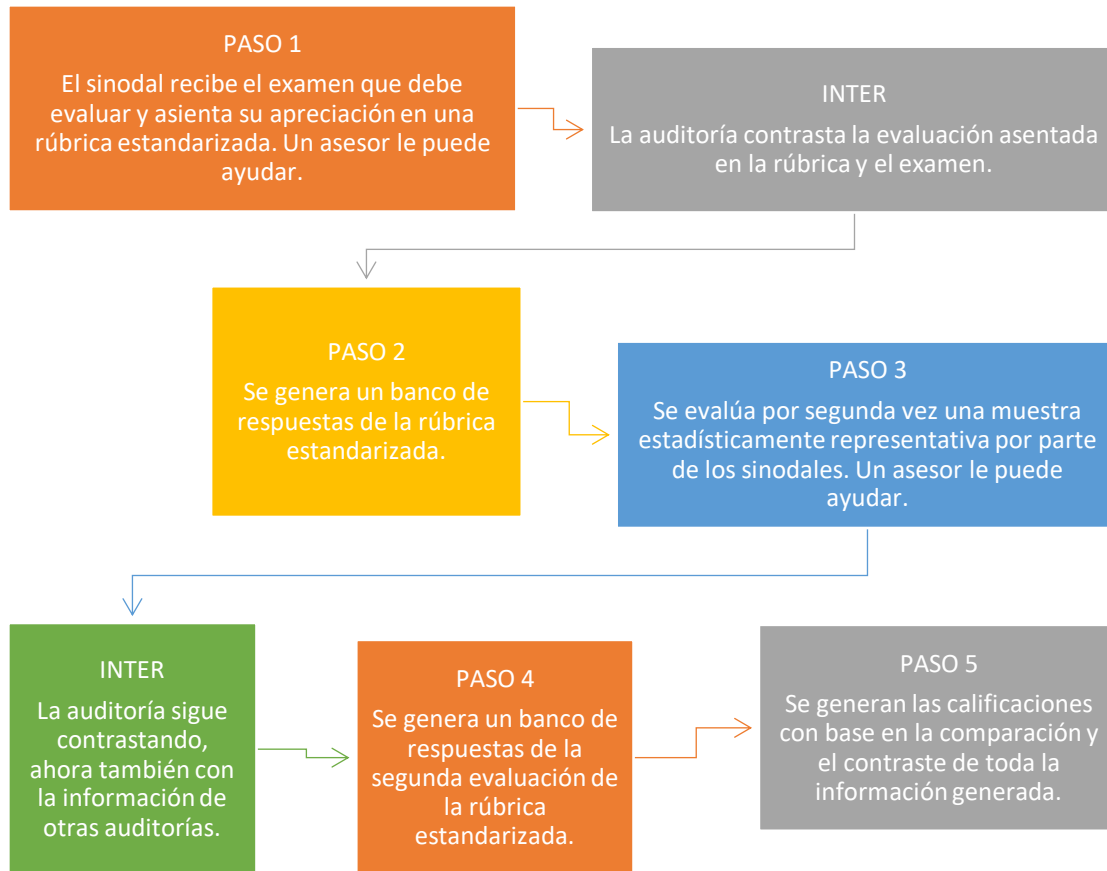 PASO 1
El sinodal recibe el examen que debe
evaluar y asienta su apreciación en una
rúbrica estandarizada. Un asesor le puede
ayudar.
INTER
La auditoría contrasta la evaluación asentada
en la rúbrica y el examen.
PASO 2
Se genera un banco de
respuestas de la rúbrica
estandarizada.
PASO 3
Se evalúa por segunda vez una muestra
estadísticamente representativa por parte
de los sinodales. Un asesor le puede
ayudar.
INTER
La auditoría sigue
contrastando,
ahora también con
la información de
otras auditorías.
PASO 4
Se genera un banco de
respuestas de la
segunda evaluación de
la rúbrica
estandarizada.
PASO 5
Se generan las calificaciones
con base en la comparación y
el contraste de toda la
información generada.